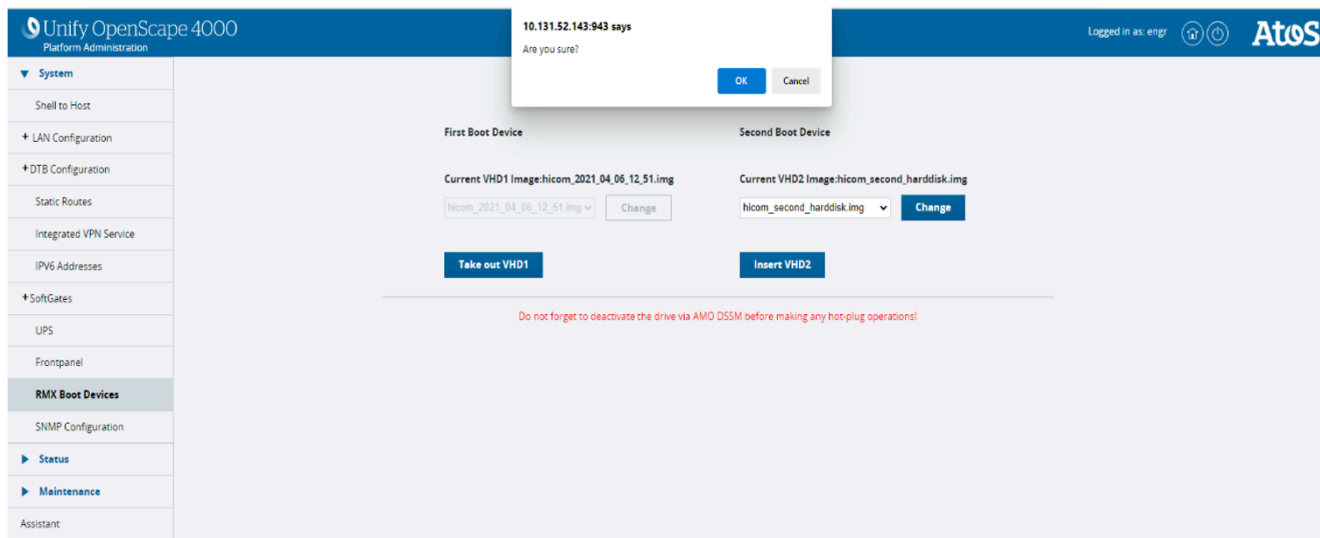 Unify OpenScape 4000
Platform Administration
10.131.52.143:943 says
Are you sure?
OK
Cancel
Logged in as: engr
Atos
System
Shell to Host
+ LAN Configuration
+DTB Configuration
Static Routes
Integrated VPN Service
IPV6 Addresses
+SoftGates
UPS
Frontpanel
RMX Boot Devices
SNMP Configuration
Status
Maintenance
Assistant
First Boot Device
Current VHD1 Image:hicom_2021_04_06_12_51.img
hicom_2021_04_06_12_51.img
Change
Take out VHD1
Second Boot Device
Current VHD2 Image:hicom_second_harddisk.img
hicom_second_harddisk.img
Change
Insert VHD2
Do not forget to deactivate the drive via AMO DSSM before making any hot-plug operations!